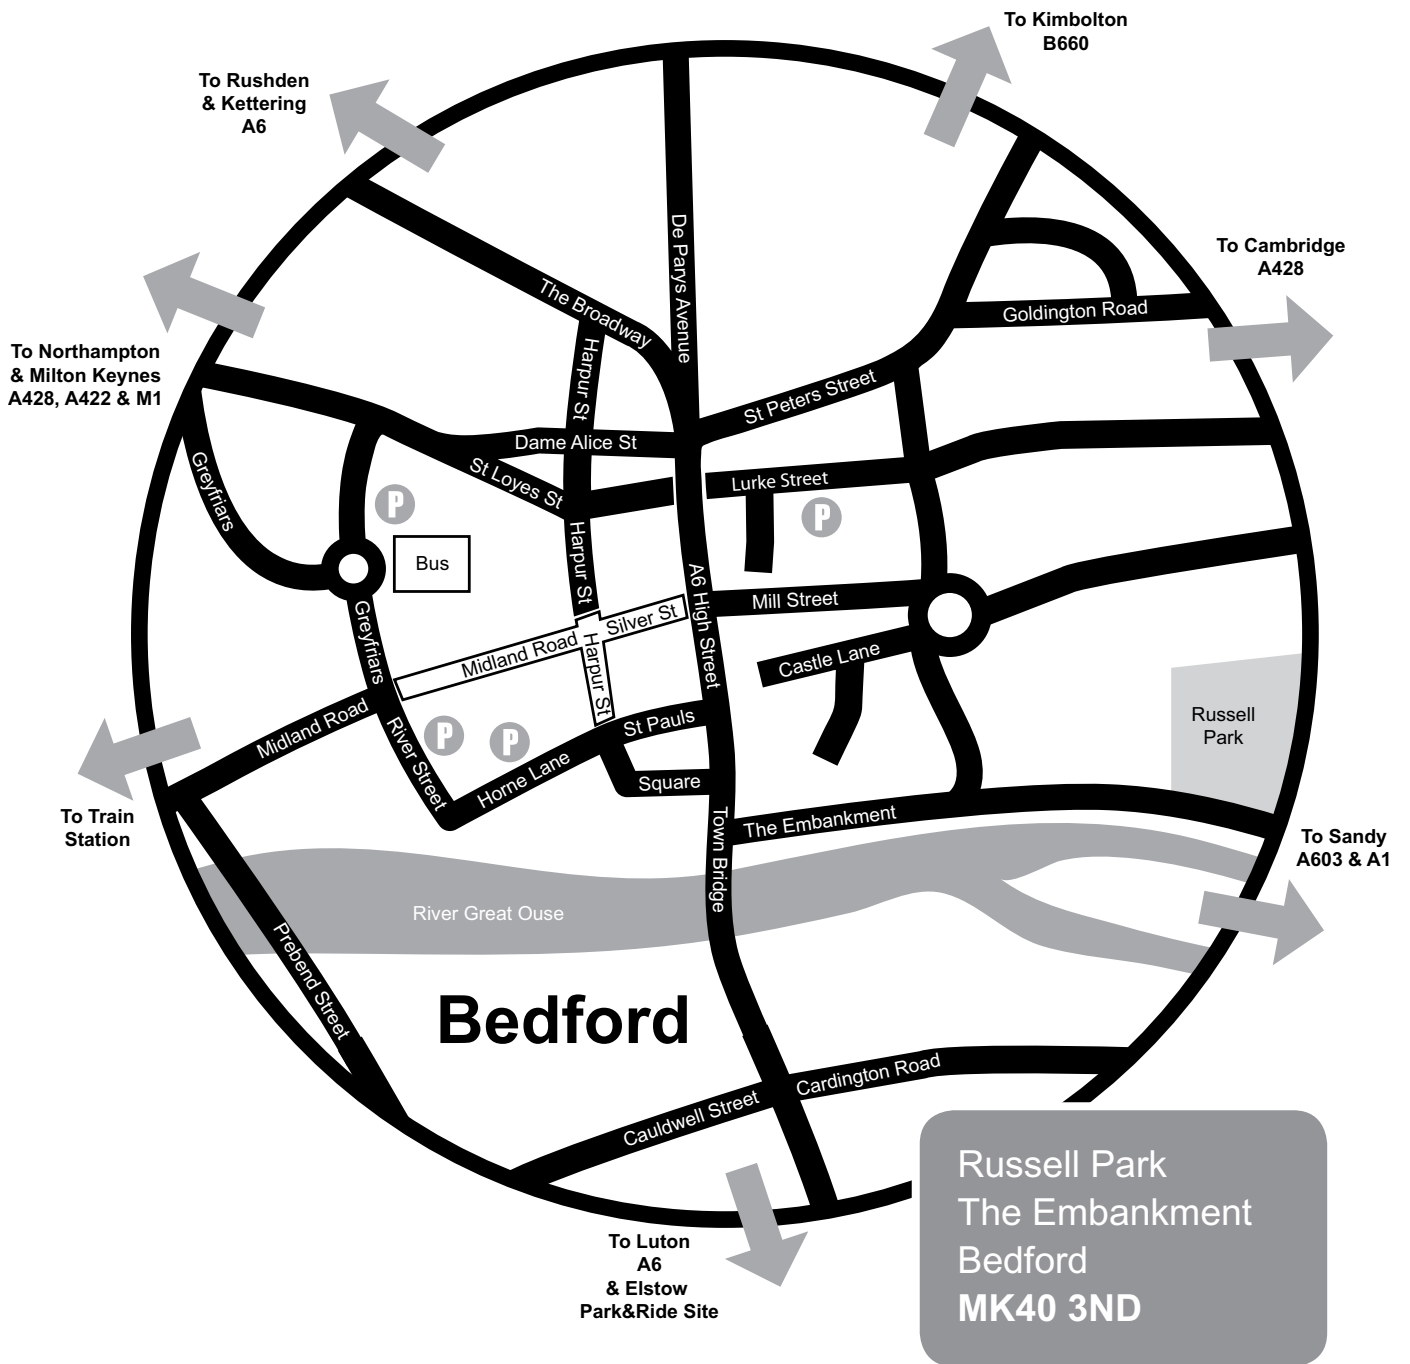 To Kimbolton
B660
To Rushden
& Kettering
A6
To Cambridge
A428
To Northampton
& Milton Keynes
A428, A422 & M1
De Parys Avenue
The Broadway
Harpur St
Goldington Road
St Peters Street
Dame Alice St
St Loyes St
Lurke Street
Greyfriars
P
P
Bus
Harpur St
A6 High Street
Mill Street
Greyfriars
Silver St
Midland Road
Harpur St
Castle Lane
Midland Road
River Street
P
P
St Pauls
Horne Lane
Square
Russell
Park
To Train
Station
Town Bridge
The Embankment
To Sandy
A603 & A1
River Great Ouse
Prebend Street
Bedford
Cauldwell Street
Cardington Road
To Luton
A6
& Elstow
Park&Ride Site
Russell Park
The Embankment
Bedford
MK40 3ND